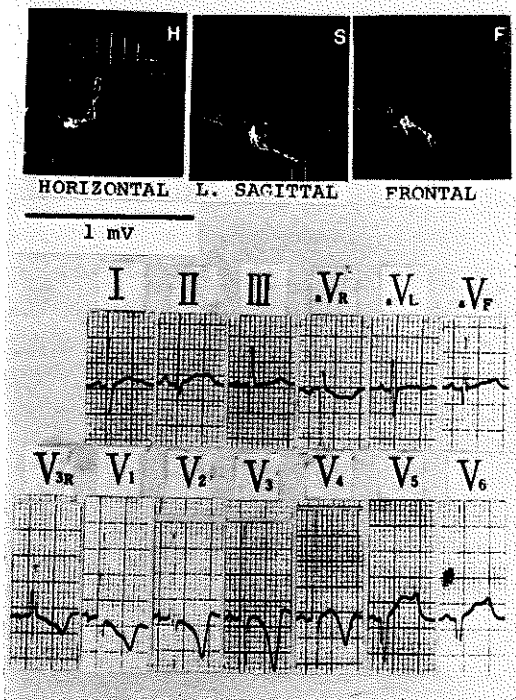 H S F
HORIZONTAL L. SAGITTAL FRONTAL
1 mV
I II III aVR aVL aVF
V3R V1 V2 V3 V4 V5 V6